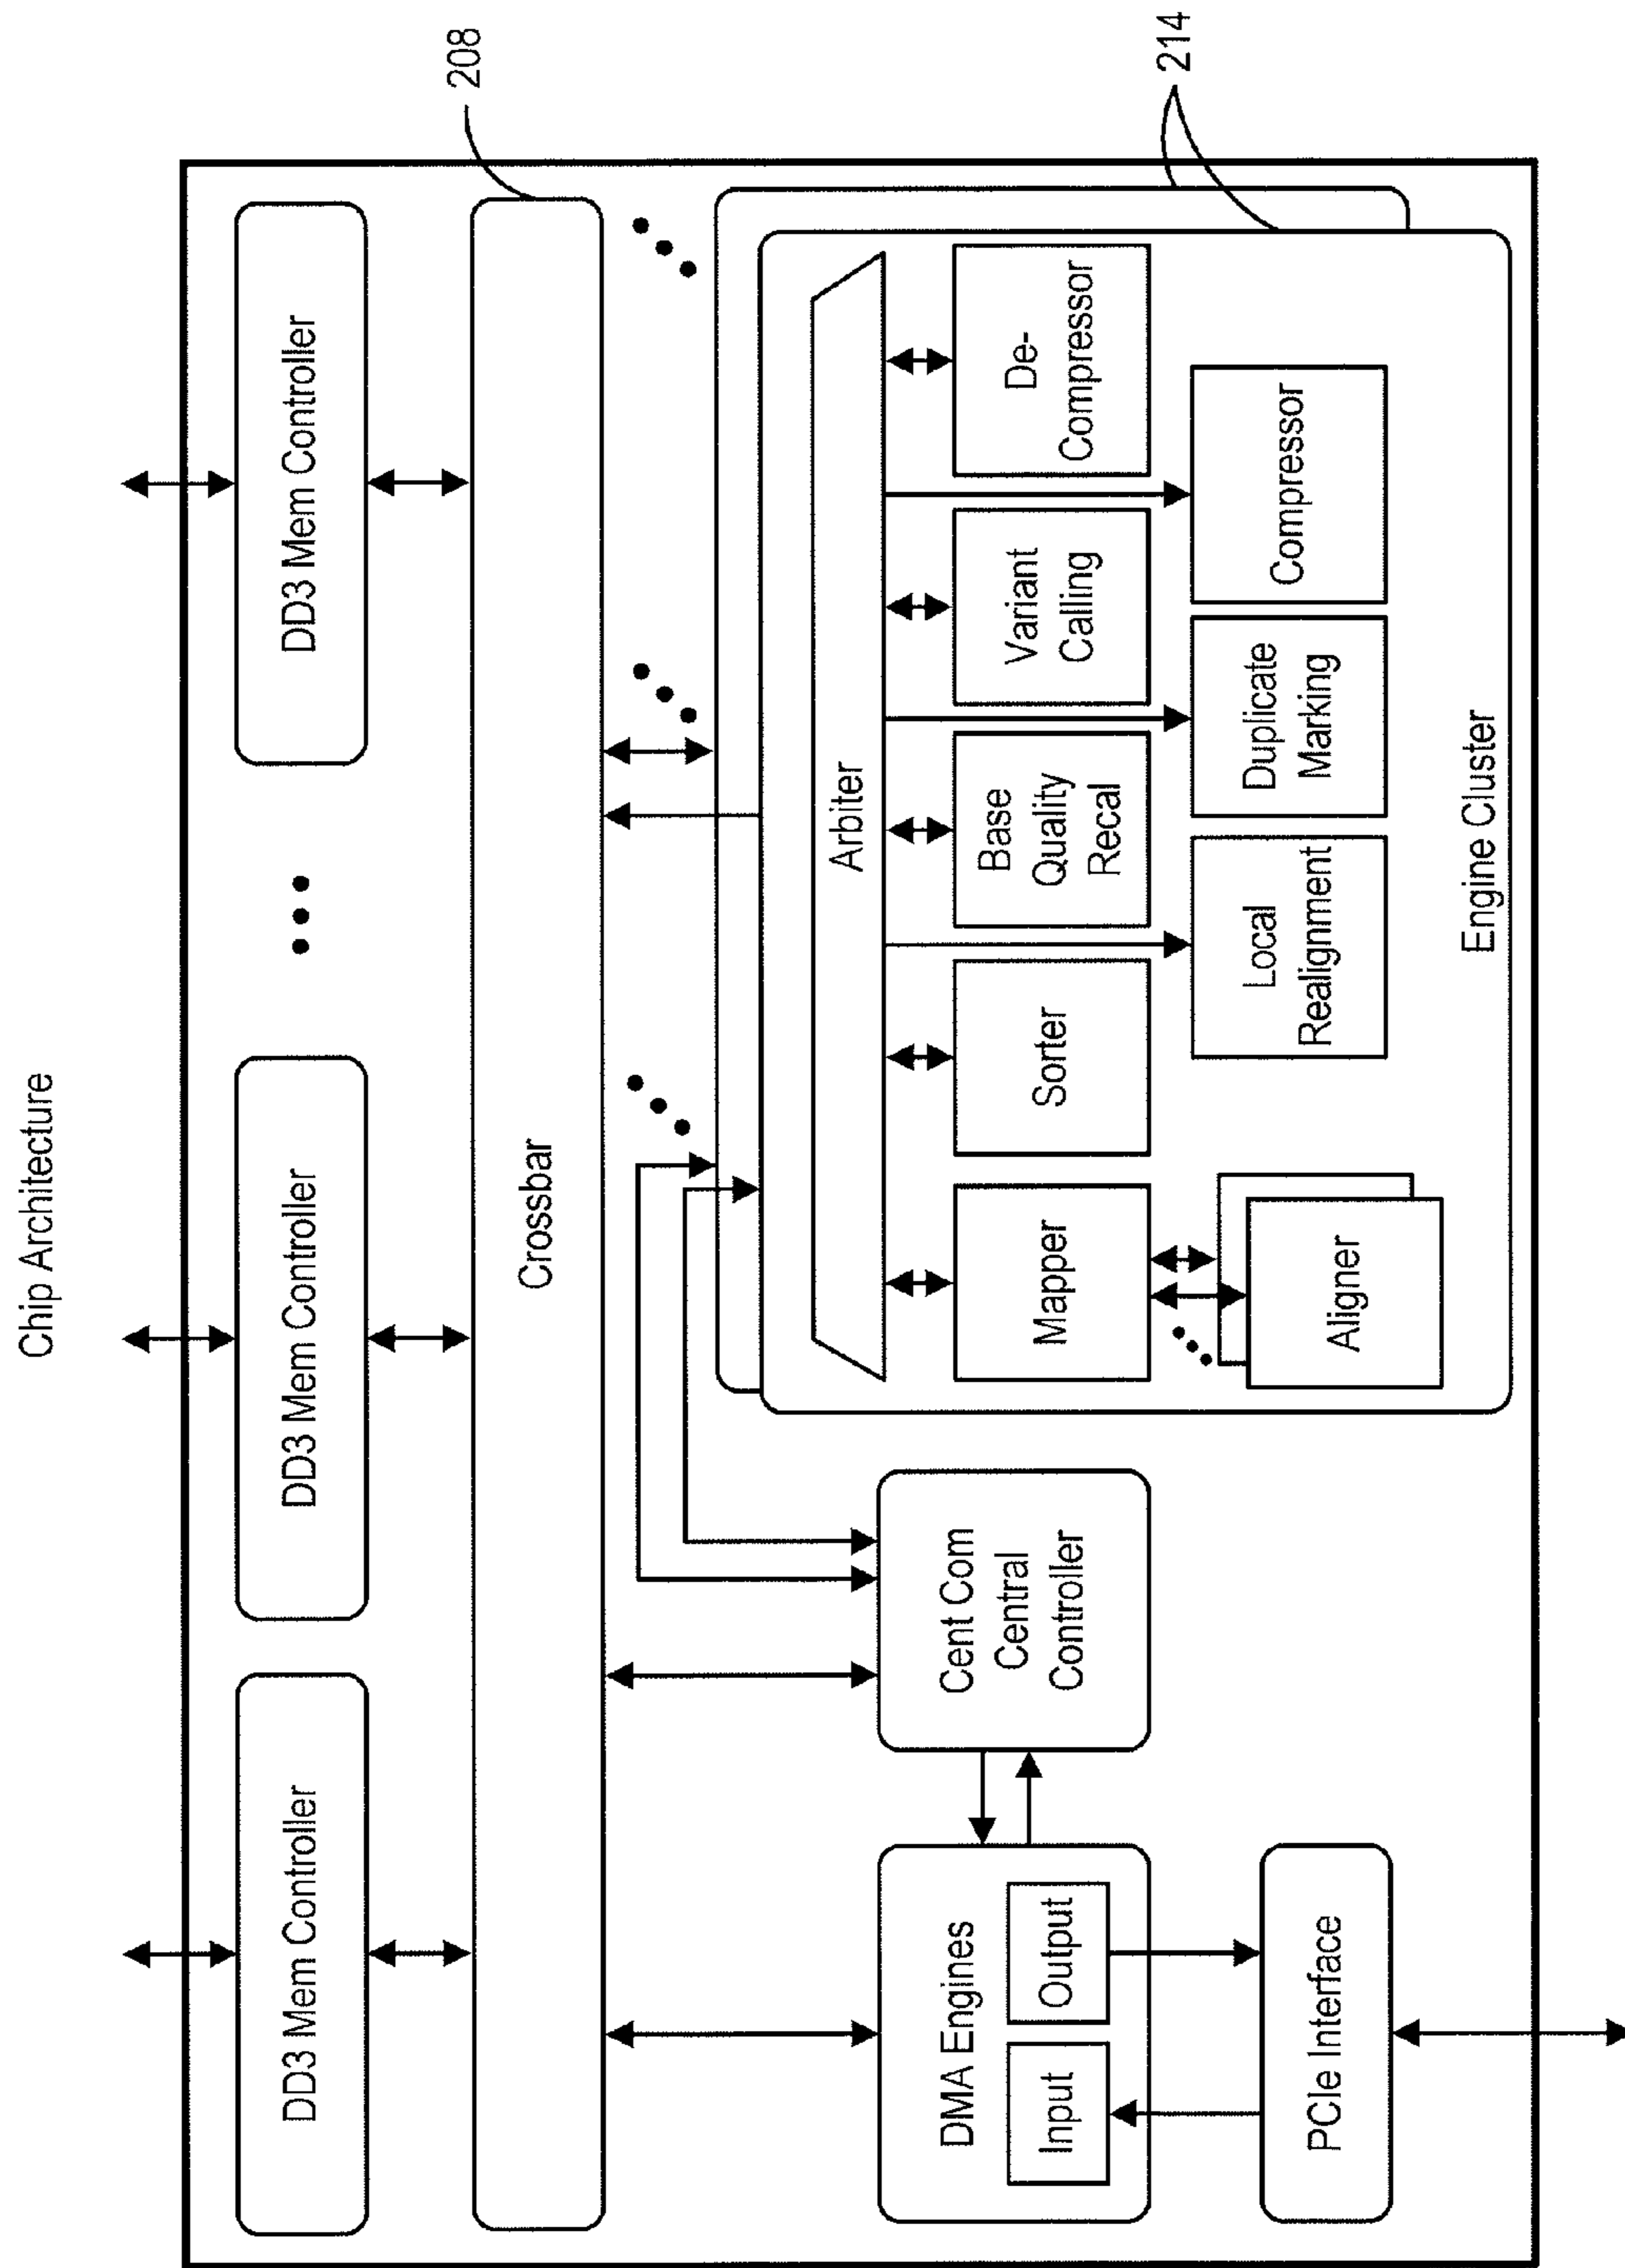 Chip Architecture
DD3 Mem Controller
DD3 Mem Controller
DD3 Mem Controller
208
Crossbar
214
Arbiter
Mapper
Sorter
Base
Quality
Recal
Variant
Calling
De-
Compressor
Aligner
Local
Realignment
Duplicate
Marking
Compressor
Engine Cluster
Cent Com
Central
Controller
DMA Engines
Input
Output
PCIe Interface